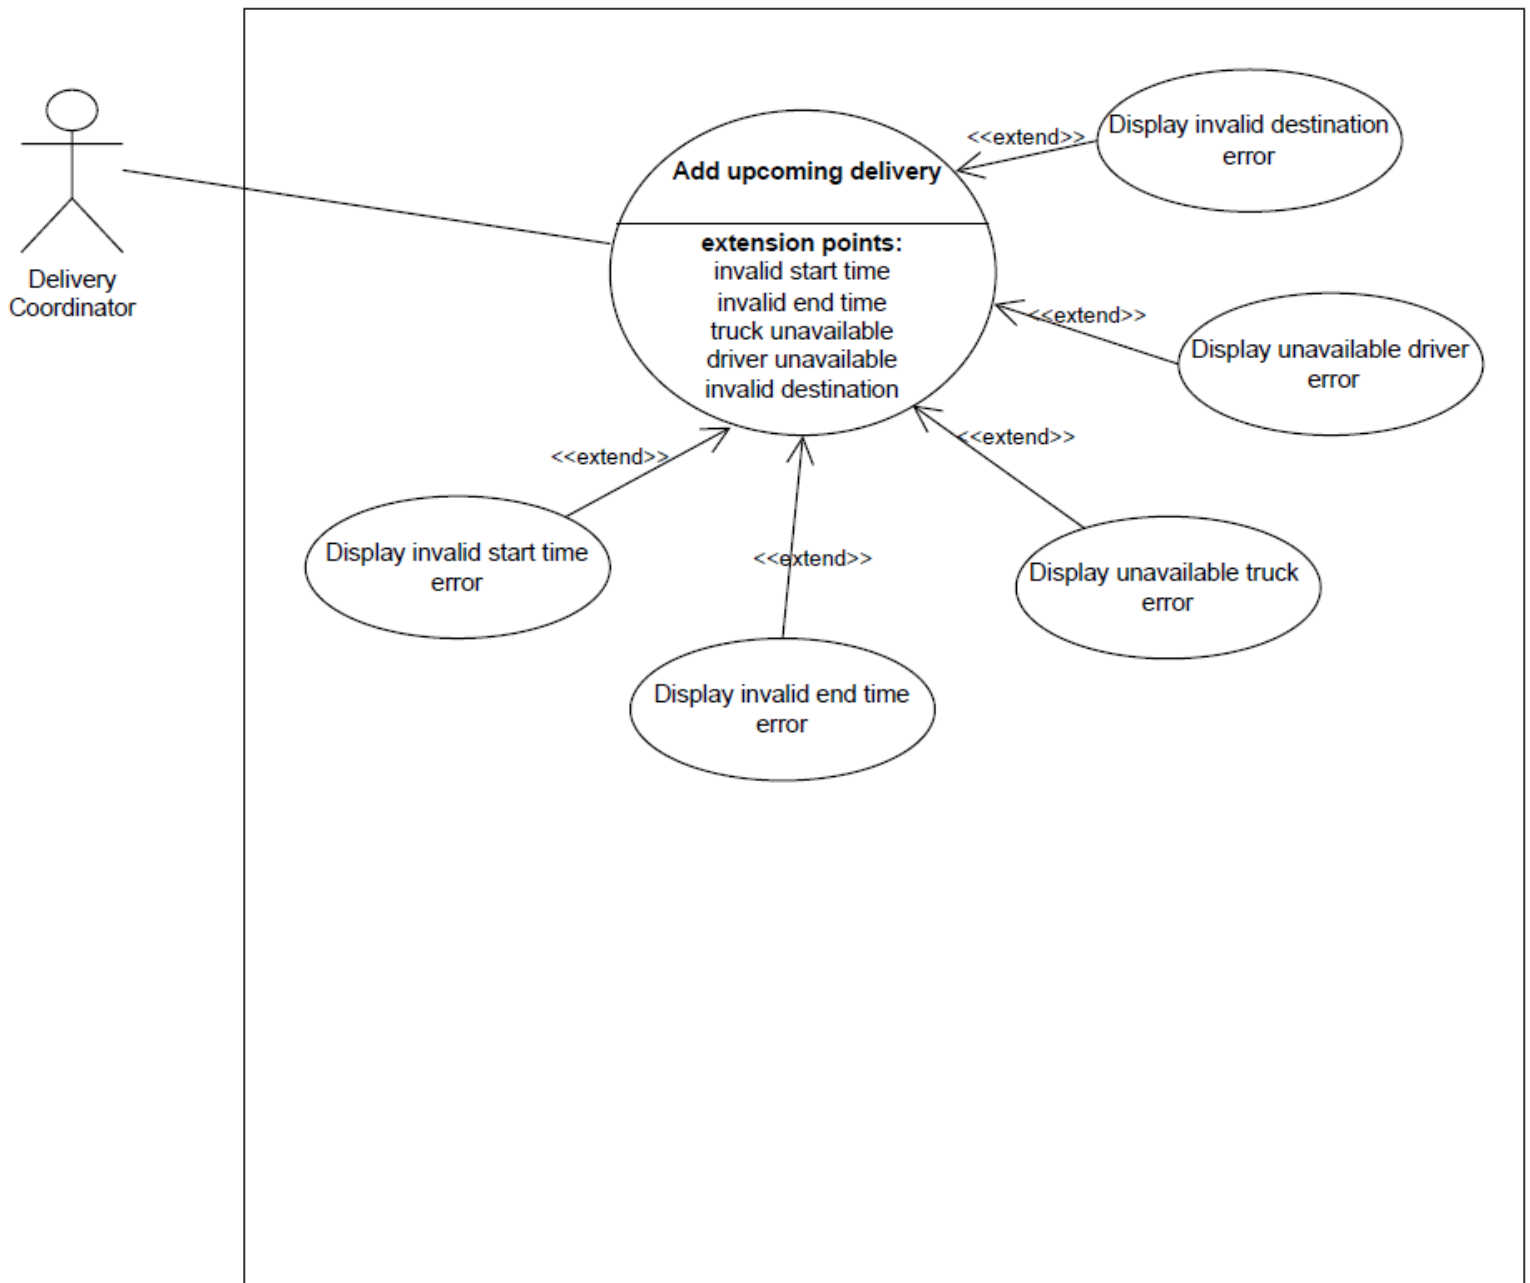 Display invalid destination
error
<<extend>>
Add upcoming delivery
extension points:
invalid start time
invalid end time
truck unavailable
driver unavailable
invalid destination
Delivery
Coordinator
<<extend>>
Display unavailable driver
error
<<extend>>
<<extend>>
Display invalid start time
error
<<extend>>
Display unavailable truck
error
Display invalid end time
error